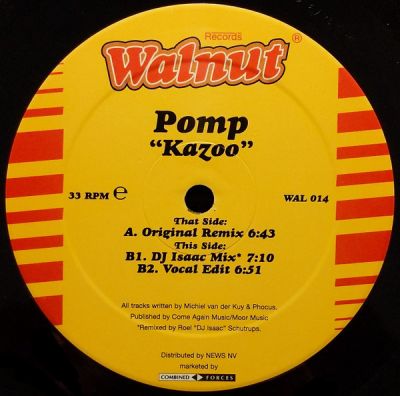 Records
Walnut ®
Pomp
“Kazoo”
33 RPM e
WAL 014
That Side:
A. Original Remix 6:43
This Side:
B1. DJ Isaac Mix* 7:10
B2. Vocal Edit 6:51
All tracks written by Michiel van der Kuy & Phocus.
Published by Come Again Music/Moor Music
*Remixed by Roel "DJ Isaac" Schutrups.
Distributed by NEWS NV
marketed by
COMBINED FORCES